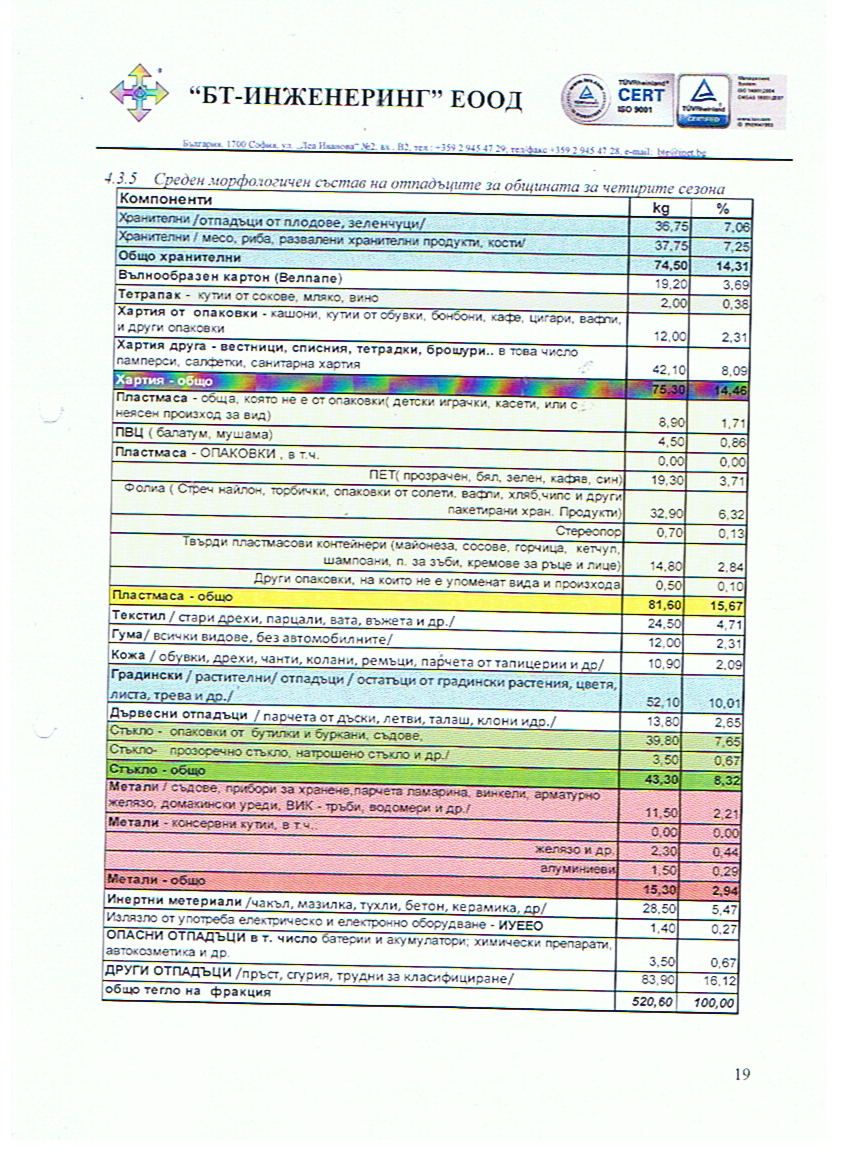 "БТ-ИНЖЕНЕРИНГ" ЕООД
TÜVRheinland®
CERT
ISO 9001
TÜVRheinland
CERTIFIED
Management
System
ISO 14001:2004
OHSAS 18001:2007
www.tuv.com
България, 1700 София, ул. „Леа Иванова" №2, вх. В2, тел.: +359 2 945 47 29, тел/факс +359 2 945 47 28, e-mail:
4.3.5 Среден морфологичен състав на отпадъците за общината за четирите сезона
Компоненти kg %
Хранителни /отпадъци от плодове, зеленчуци/ 36,75 7,06
Хранителни / месо, риба, развалени хранителни продукти, кости/ 37,75 7,25
Общо хранителни 74,50 14,31
Вълнообразен картон (Велпапе) 19,20 3,69
Тетрапак - кутии от сокове, мляко, вино 2,00 0,38
Хартия от опаковки - кашони, кутии от обувки, бонбони, кафе, цигари, вафли,
и други опаковки 12,00 2,31
Хартия друга - вестници, списния, тетрадки, брошури.. в това число
памперси, салфетки, санитарна хартия 42,10 8,09
Хартия - общо 75,30 14,46
Пластмаса - обща, която не е от опаковки( детски играчки, касети, или с
неясен произход за вид) 8,90 1,71
ПВЦ ( балатум, мушама) 4,50 0,86
Пластмаса - ОПАКОВКИ , в т.ч. 0,00 0,00
ПЕТ( прозрачен, бял, зелен, кафяв, син) 19,30 3,71
Фолиа ( Стреч найлон, торбички, опаковки от солети, вафли, хляб,чипс и други
пакетирани хран. Продукти) 32,90 6,32
Стереопор 0,70 0,13
Твърди пластмасови контейнери (майонеза, сосове, горчица, кетчуп,
шампоани, п. за зъби, кремове за ръце и лице) 14,80 2,84
Други опаковки, на които не е упоменат вида и произхода 0,50 0,10
Пластмаса - общо 81,60 15,67
Текстил / стари дрехи, парцали, вата, въжета и др./ 24,50 4,71
Гума/ всички видове, без автомобилните/ 12,00 2,31
Кожа / обувки, дрехи, чанти, колани, ремъци, парчета от тапицерии и др/ 10,90 2,09
Градински / растителни/ отпадъци / остатъци от градински растения, цветя,
листа, трева и др./ 52,10 10,01
Дървесни отпадъци / парчета от дъски, летви, талаш, клони идр./ 13,80 2,65
Стъкло - опаковки от бутилки и буркани, съдове, 39,80 7,65
Стъкло- прозоречно стъкло, натрошено стъкло и др./ 3,50 0,67
Стъкло - общо 43,30 8,32
Метали / съдове, прибори за хранене,парчета ламарина, винкели, арматурно
желязо, домакински уреди, ВИК - тръби, водомери и др./ 11,50 2,21
Метали - консервни кутии, в т.ч.. 0,00 0,00
желязо и др. 2,30 0,44
алуминиеви 1,50 0,29
Метали - общо 15,30 2,94
Инертни метериали /чакъл, мазилка, тухли, бетон, керамика, др/ 28,50 5,47
Излязло от употреба електрическо и електронно оборудване - ИУЕЕО 1,40 0,27
ОПАСНИ ОТПАДЪЦИ в т. число батерии и акумулатори; химически препарати,
автокозметика и др. 3,50 0,67
ДРУГИ ОТПАДЪЦИ /пръст, сгурия, трудни за класифициране/ 83,90 16,12
общо тегло на фракция 520,60 100,00
19